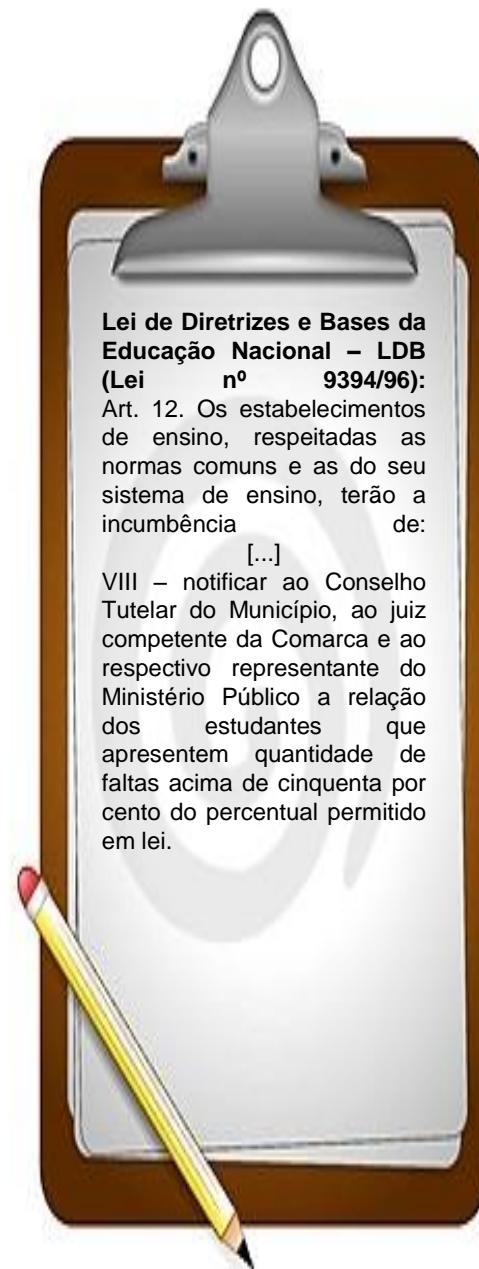 Lei de Diretrizes e Bases da
Educação Nacional – LDB
(Lei nº 9394/96):
Art. 12. Os estabelecimentos
de ensino, respeitadas as
normas comuns e as do seu
sistema de ensino, terão a
incumbência de:
[...]
VIII – notificar ao Conselho
Tutelar do Município, ao juiz
competente da Comarca e ao
respectivo representante do
Ministério Público a relação
dos estudantes que
apresentem quantidade de
faltas acima de cinquenta por
cento do percentual permitido
em lei.